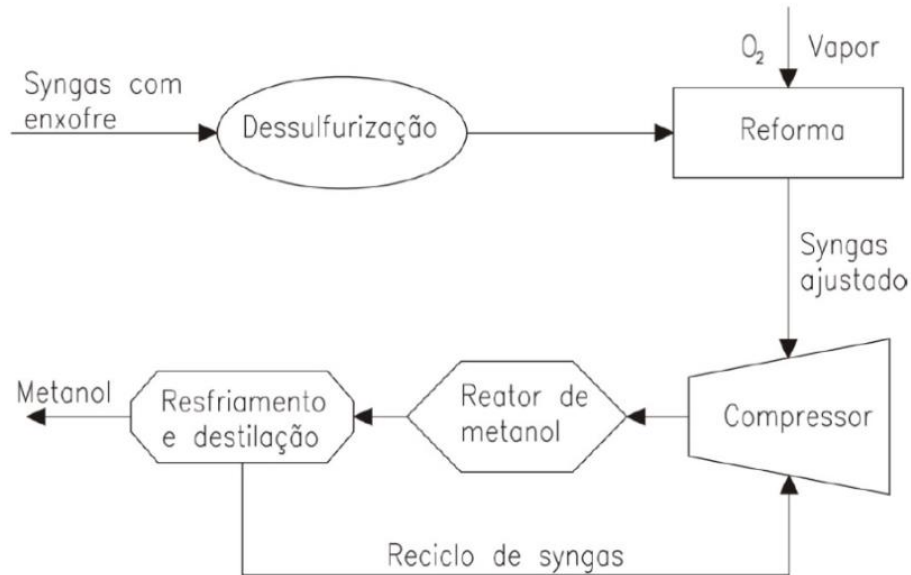 O₂ Vapor
Syngas com
enxofre
Dessulfurização
Reforma
Syngas
ajustado
Metanol
Resfriamento
e destilação
Reator de
metanol
Compressor
Reciclo de syngas